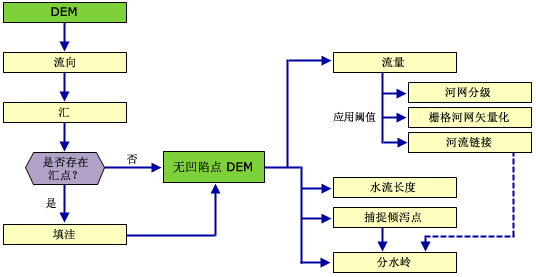 DEM
流向
汇
是否存在
汇点?
否
是
填洼
无凹陷点 DEM
流量
应用阈值
河网分级
栅格河网矢量化
河流链接
水流长度
捕捉倾泻点
分水岭